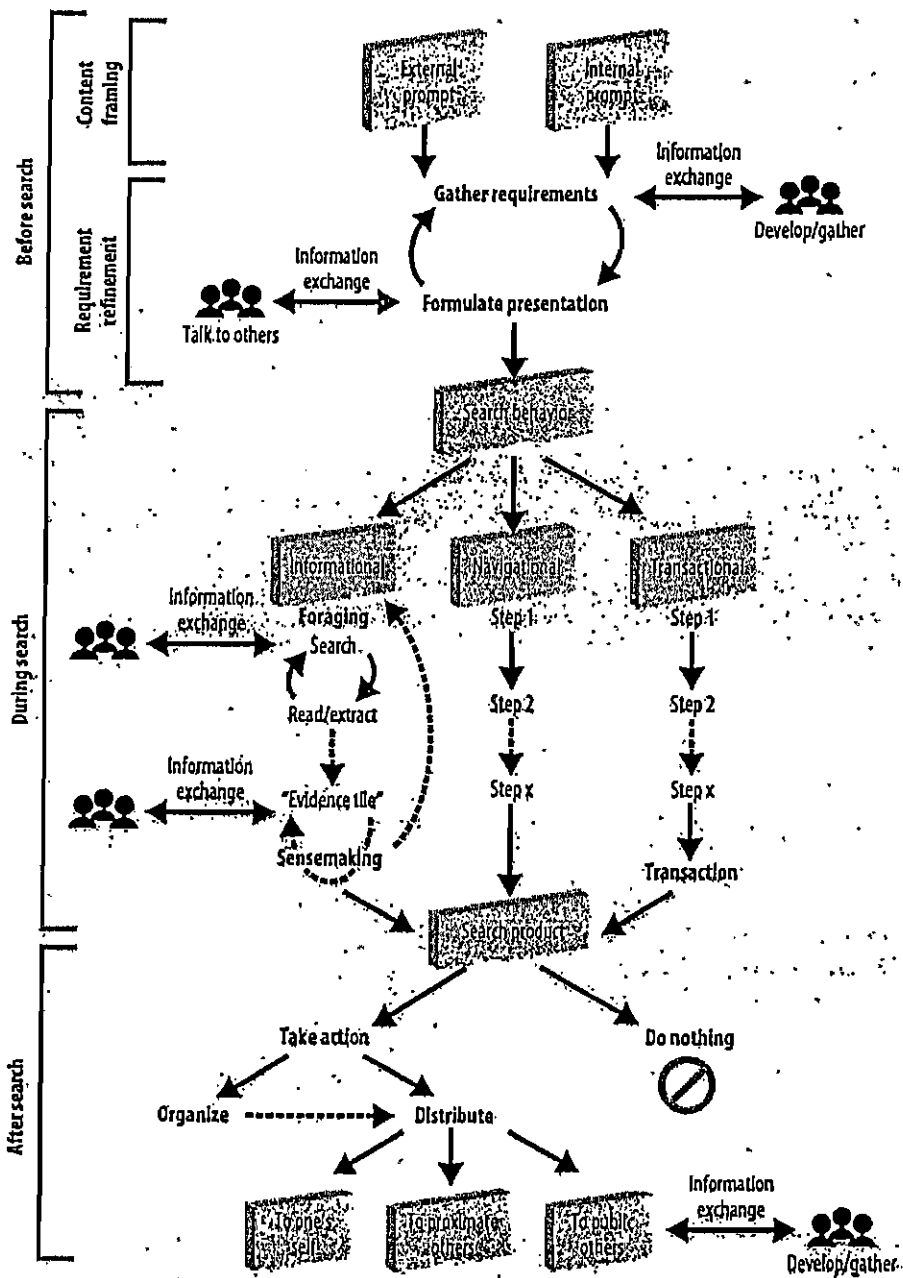 Before search
Content
framing
Requirement
refinement
External
prompt
Internal
prompt
Gather requirements
Information
exchange
Develop/gather
Information
exchange
Talk to others
Formulate presentation
During search
Search behavior
Informational
Navigational
Transactional
Foraging
Search
Information
exchange
Read/extract
Information
exchange
"Evidence file"
Sensemaking
Step 1
Step 2
Step x
Step 1
Step 2
Step x
Transaction
Search product
After search
Take action
Do nothing
Organize
Distribute
To one's
self
To proximate
others
To public
others
Information
exchange
Develop/gather